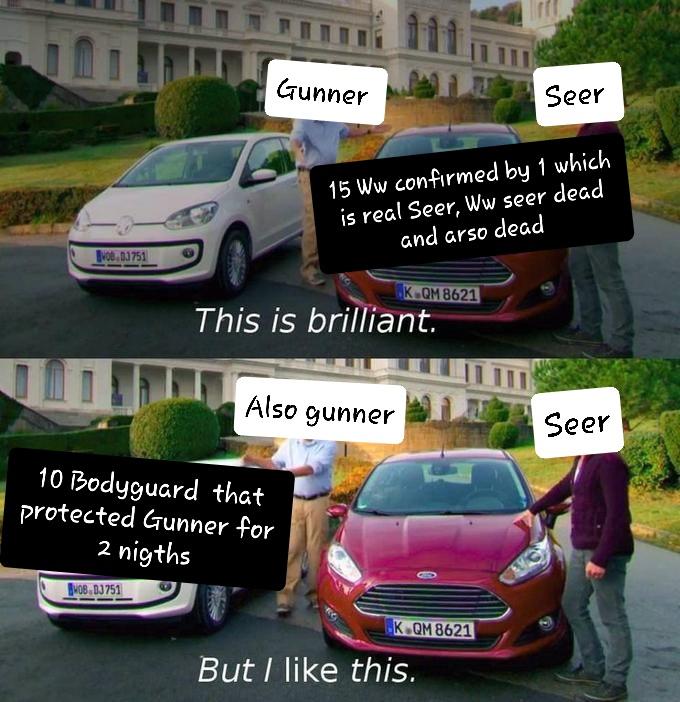 Gunner
Seer
15 Ww confirmed by 1 which
is real Seer, Ww seer dead
and arso dead
WOB DJ751
K QM 8621
This is brilliant.
Also gunner
Seer
10 Bodyguard that
protected Gunner for
2 nigths
WOB DJ751
Ford
K QM 8621
But I like this.